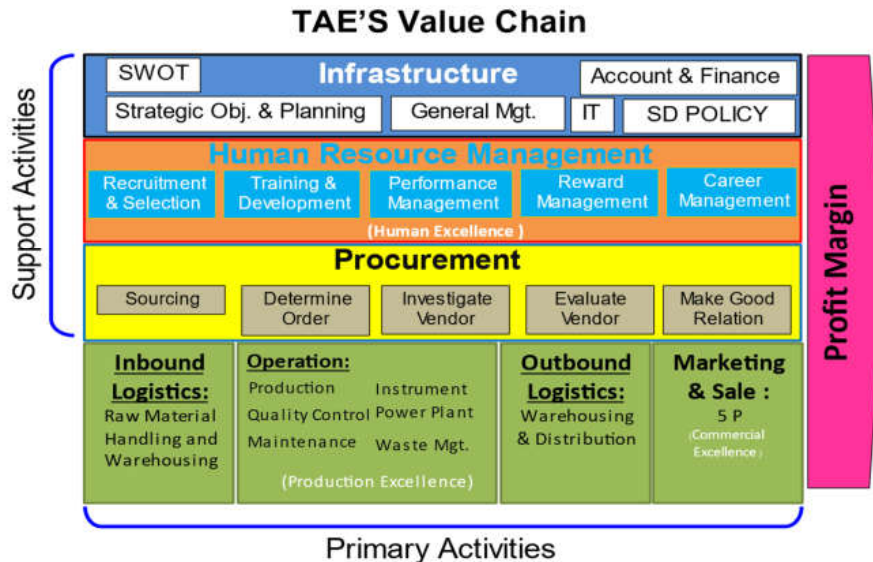 TAE'S Value Chain
Support Activities
SWOT
Infrastructure
Account & Finance
Strategic Obj. & Planning
General Mgt.
IT
SD POLICY
Human Resource Management
Recruitment
& Selection
Training &
Development
Performance
Management
Reward
Management
Career
Management
(Human Excellence )
Procurement
Sourcing
Determine
Order
Investigate
Vendor
Evaluate
Vendor
Make Good
Relation
Inbound
Logistics:
Raw Material
Handling and
Warehousing
Operation:
Production
Quality Control
Maintenance
Instrument
Power Plant
Waste Mgt.
(Production Excellence)
Outbound
Logistics:
Warehousing
& Distribution
Marketing
& Sale :
5 P
(Commercial
Excellence )
Profit Margin
Primary Activities